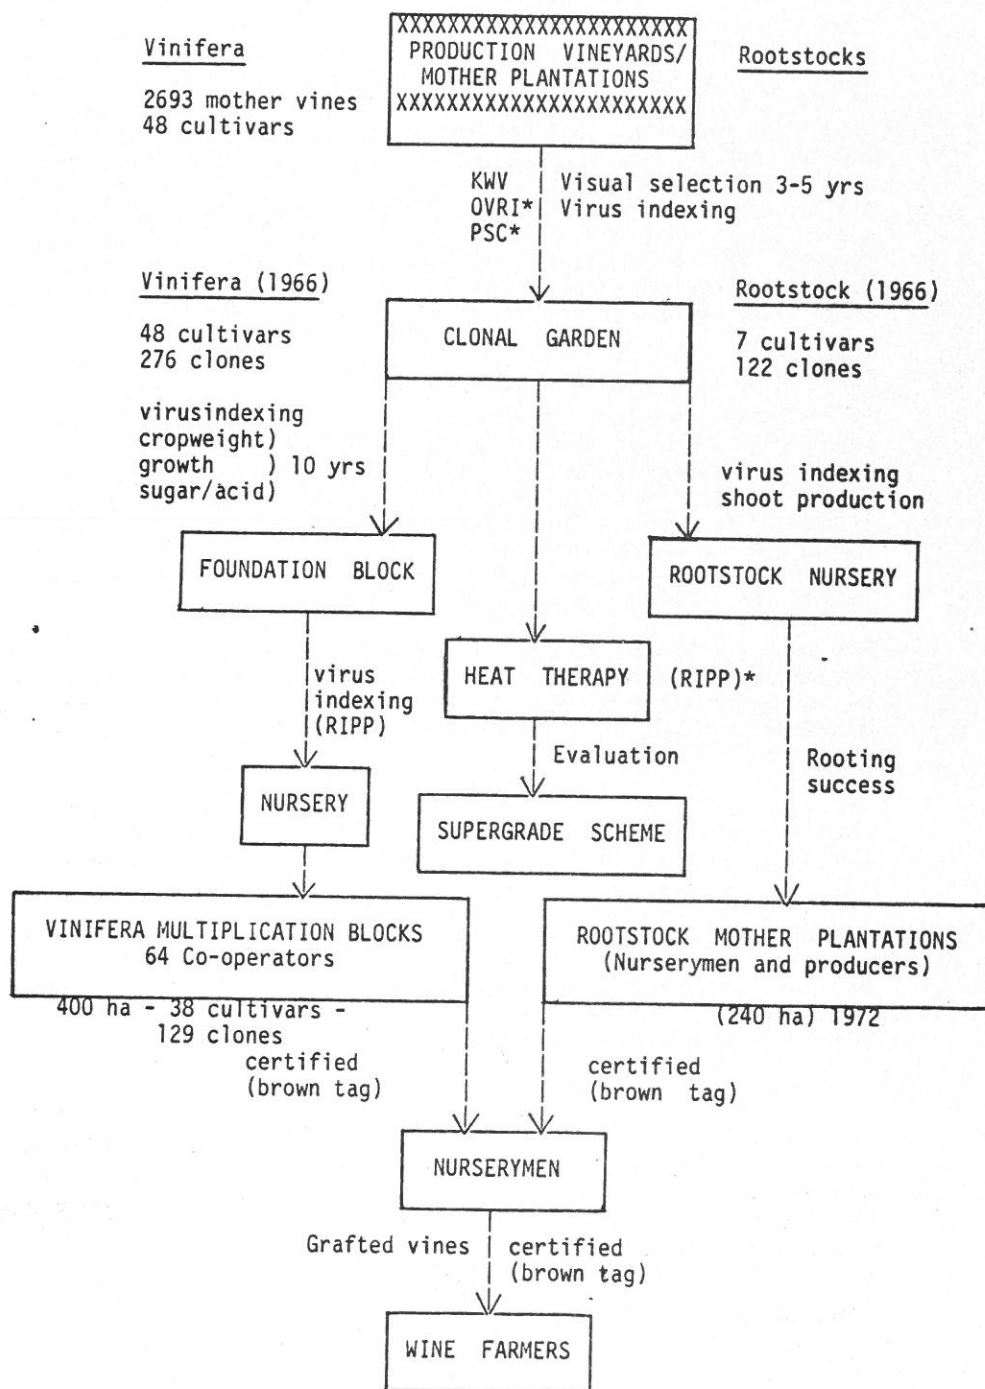 Vinifera
2693 mother vines
48 cultivars
XXXXXXXXXXXXXXXXXXXXXXX
PRODUCTION VINEYARDS/
MOTHER PLANTATIONS
XXXXXXXXXXXXXXXXXXXXXXX
Rootstocks
KWV
OVRI*
PSC*
Visual selection 3-5 yrs
Virus indexing
Vinifera (1966)
48 cultivars
276 clones
CLONAL GARDEN
Rootstock (1966)
7 cultivars
122 clones
virusindexing
cropweight)
growth ) 10 yrs
sugar/acid)
virus indexing
shoot production
FOUNDATION BLOCK
ROOTSTOCK NURSERY
virus
indexing
(RIPP)
HEAT THERAPY
(RIPP)*
Evaluation
Rooting
success
NURSERY
SUPERGRADE SCHEME
VINIFERA MULTIPLICATION BLOCKS
64 Co-operators
ROOTSTOCK MOTHER PLANTATIONS
(Nurserymen and producers)
400 ha - 38 cultivars -
129 clones
(240 ha) 1972
certified
(brown tag)
certified
(brown tag)
NURSERYMEN
Grafted vines
certified
(brown tag)
WINE FARMERS